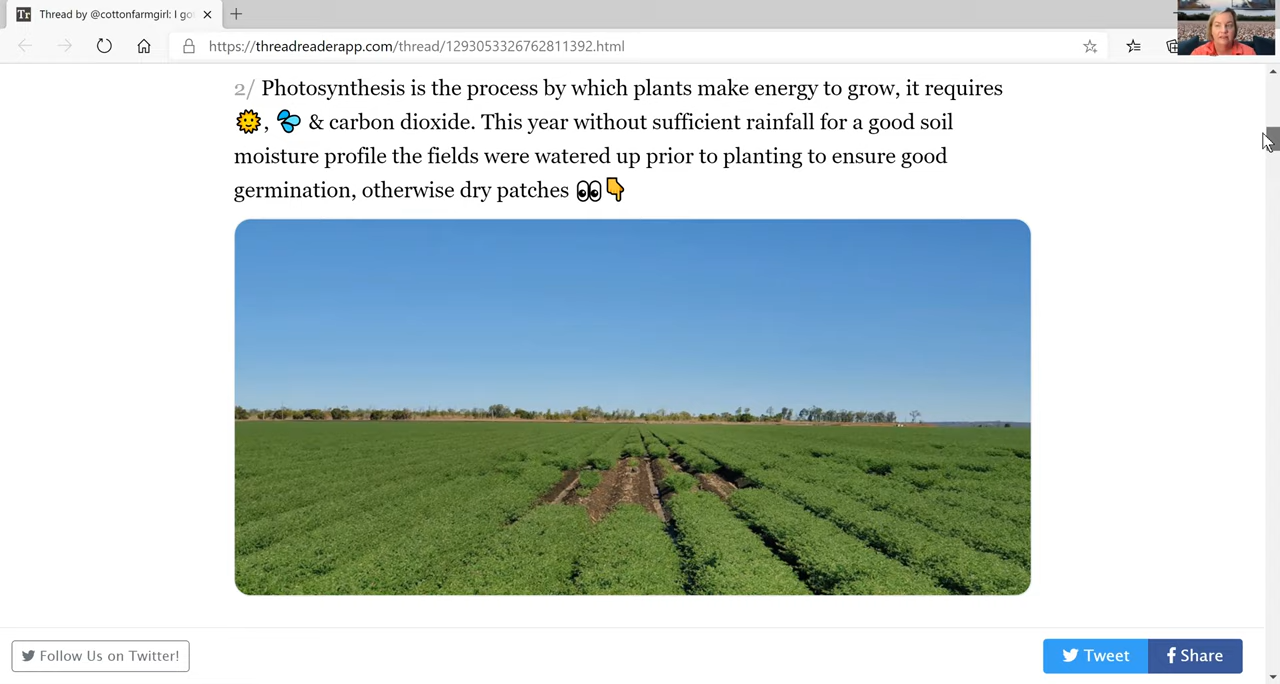 Thread by @cottonfarmgirl: I go
https://threadreaderapp.com/thread/1293053326762811392.html
2/ Photosynthesis is the process by which plants make energy to grow, it requires
🌞, 💦 & carbon dioxide. This year without sufficient rainfall for a good soil
moisture profile the fields were watered up prior to planting to ensure good
germination, otherwise dry patches 👀👇
Follow Us on Twitter!
Tweet
Share